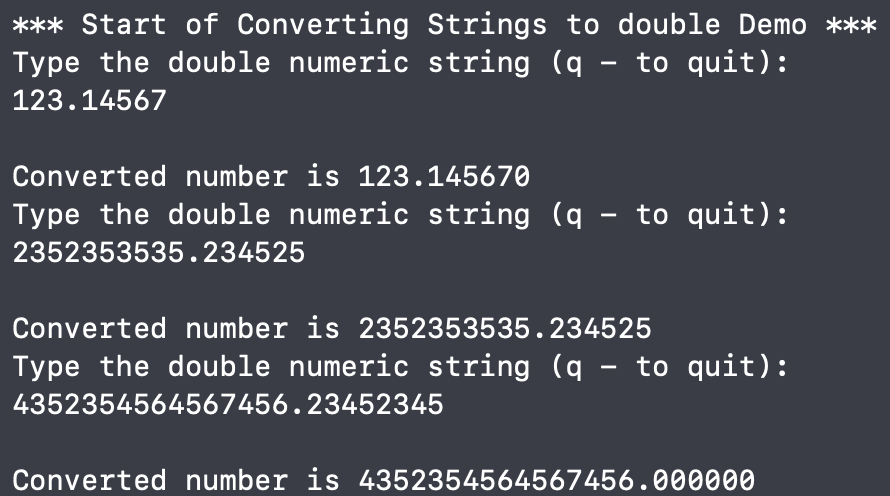 *** Start of Converting Strings to double Demo ***
Type the double numeric string (q – to quit):
123.14567
Converted number is 123.145670
Type the double numeric string (q – to quit):
2352353535.234525
Converted number is 2352353535.234525
Type the double numeric string (q – to quit):
4352354564567456.23452345
Converted number is 4352354564567456.000000